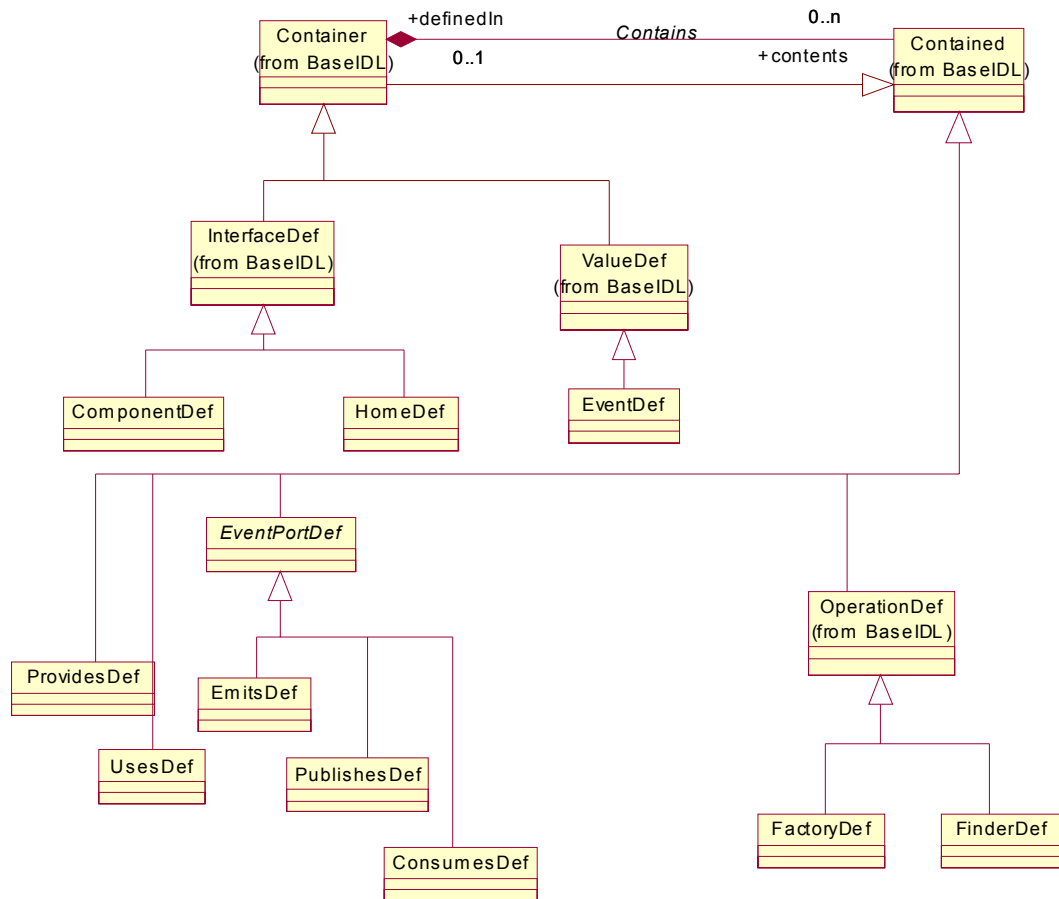 +definedIn
0..n
Container
(from BaseIDL)
Contains
Contained
(from BaseIDL)
0..1
+contents
InterfaceDef
(from BaseIDL)
ValueDef
(from BaseIDL)
ComponentDef
HomeDef
EventDef
EventPortDef
OperationDef
(from BaseIDL)
ProvidesDef
EmitsDef
UsesDef
PublishesDef
FactoryDef
FinderDef
ConsumesDef